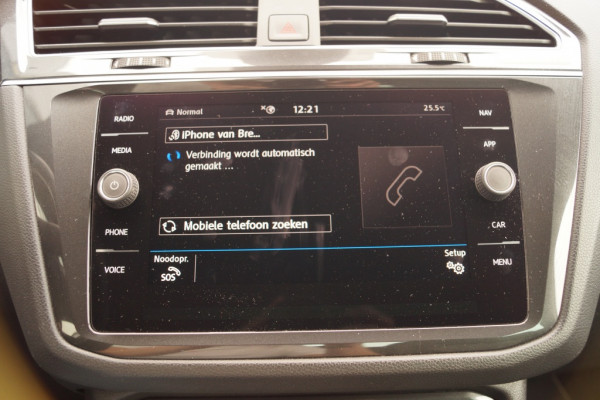 RADIO
MEDIA
PHONE
VOICE
Normal
12:21
25.5°C
iPhone van Bre...
Verbinding wordt automatisch
gemaakt ...
Mobiele telefoon zoeken
Noodopr.
SOS
Setup
NAV
APP
CAR
MENU